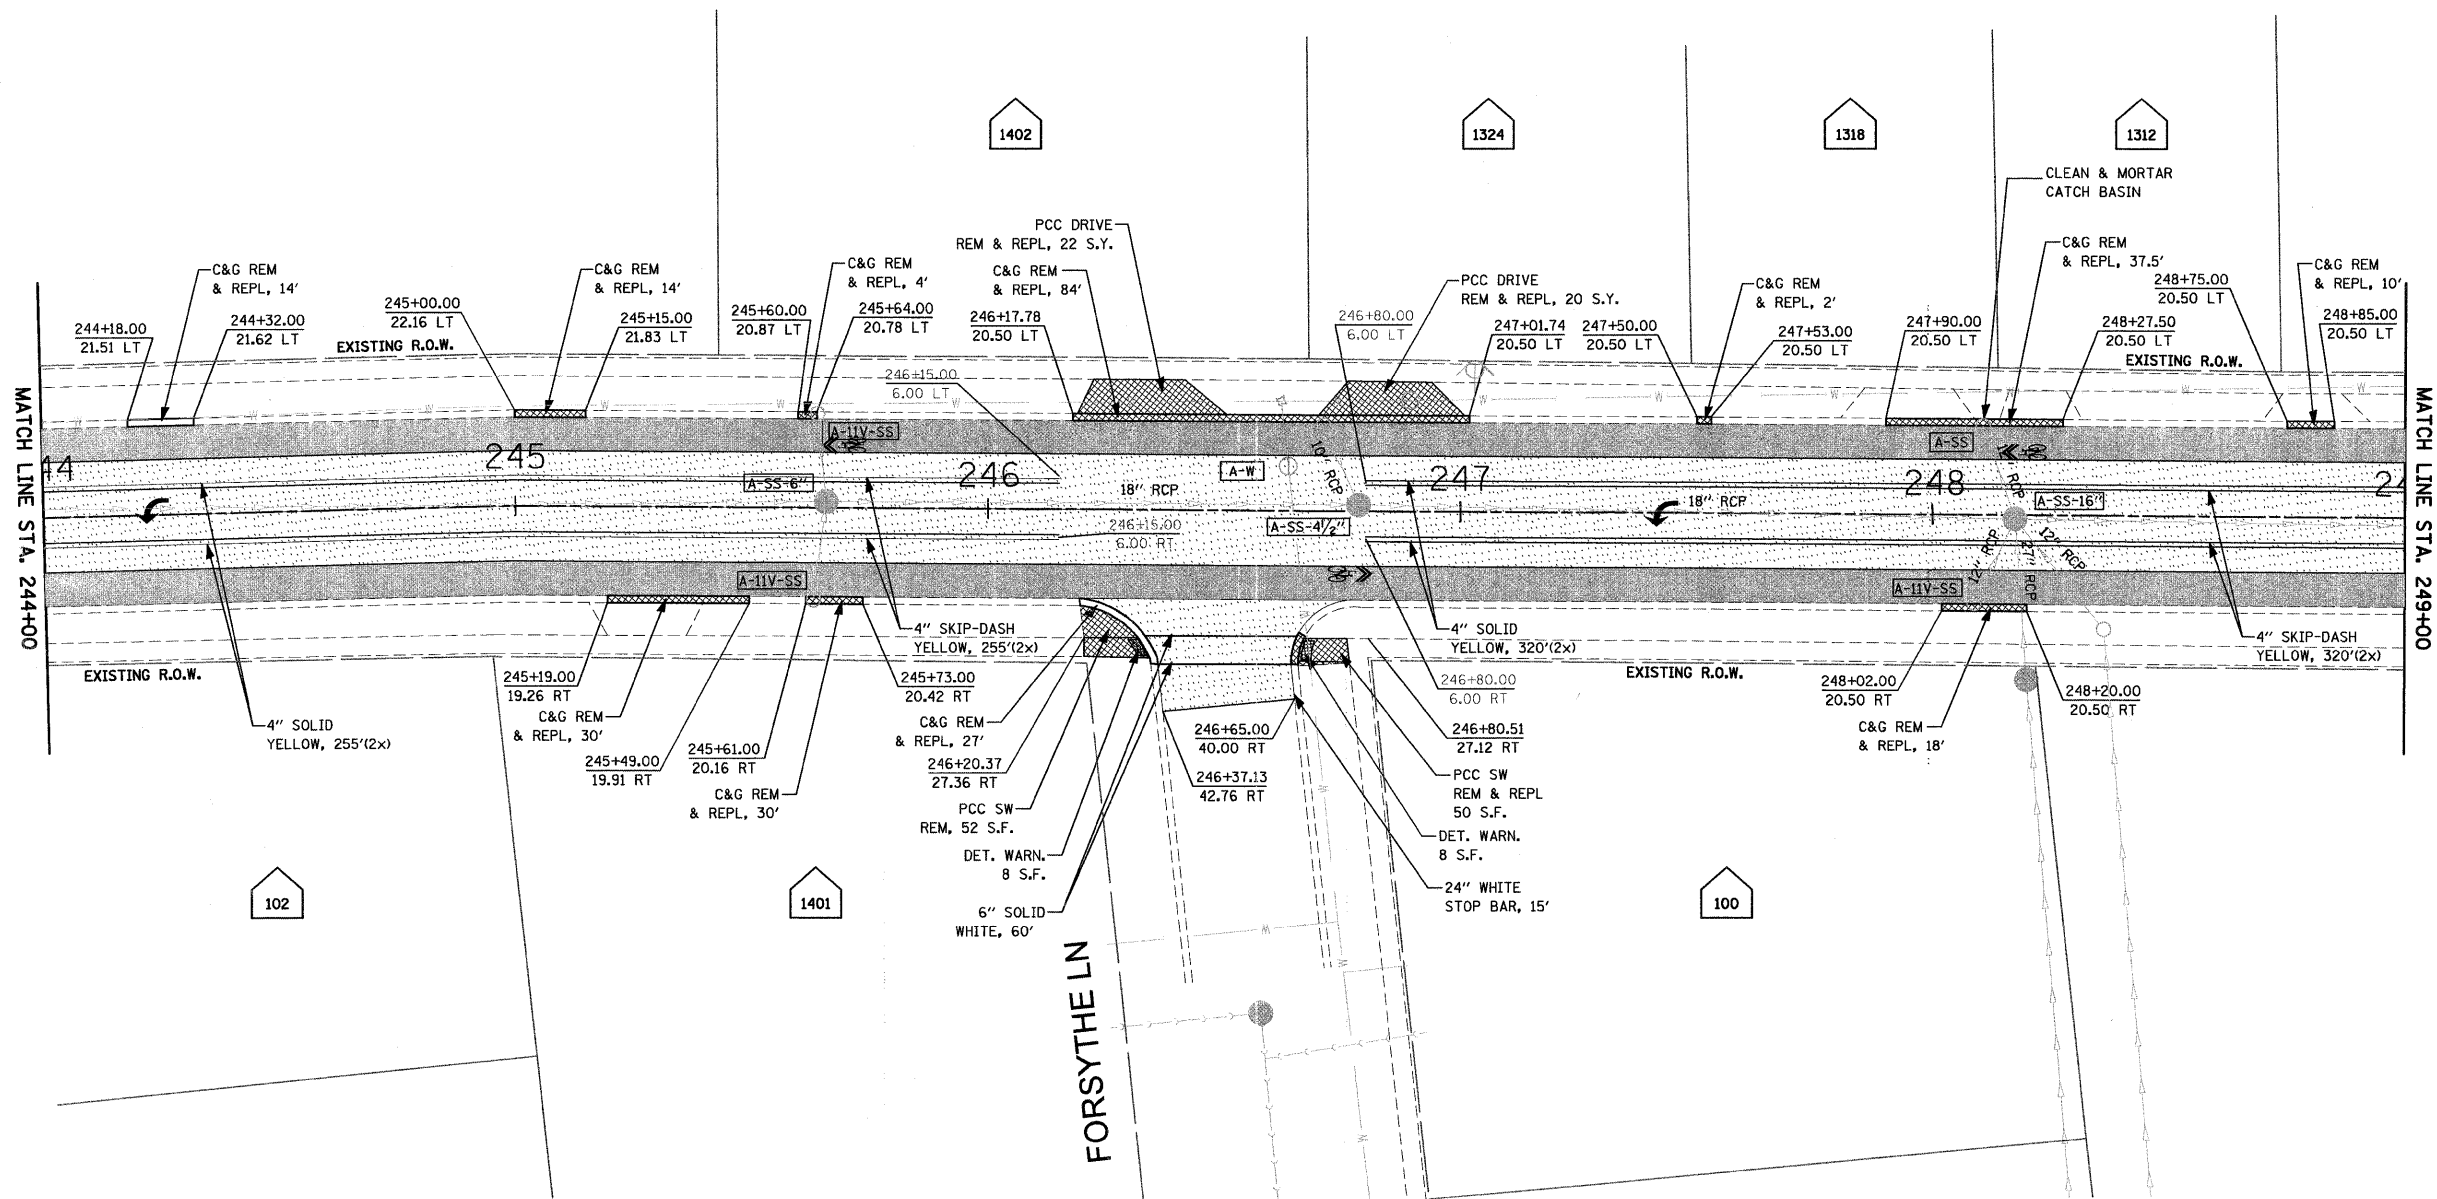 1402
1324
1318
1312
CLEAN & MORTAR
CATCH BASIN
PCC DRIVE
REM & REPL, 22 S.Y.
C&G REM
& REPL, 14'
C&G REM
& REPL, 14'
C&G REM
& REPL, 4'
C&G REM
& REPL, 84'
PCC DRIVE
REM & REPL, 20 S.Y.
C&G REM
& REPL, 2'
C&G REM
& REPL, 37.5'
C&G REM
& REPL, 10'
244+18.00
21.51 LT
244+32.00
21.62 LT
245+00.00
22.16 LT
245+15.00
21.83 LT
245+60.00
20.87 LT
245+64.00
20.78 LT
246+17.78
20.50 LT
246+80.00
6.00 LT
247+01.74
20.50 LT
247+50.00
20.50 LT
247+53.00
20.50 LT
247+90.00
20.50 LT
248+27.50
20.50 LT
248+75.00
20.50 LT
248+85.00
20.50 LT
EXISTING R.O.W.
EXISTING R.O.W.
246+15.00
6.00 LT
MATCH LINE STA. 244+00
MATCH LINE STA. 249+00
44
245
246
247
248
24
A-11V-SS
A-SS-6"
A-W
A-SS-4½"
A-SS
A-SS-16"
18" RCP
10" RCP
18" RCP
12" RCP
27" RCP
12" RCP
246+15.00
6.00 RT
A-11V-SS
A-11V-SS
4" SOLID
YELLOW, 255'(2x)
4" SKIP-DASH
YELLOW, 255'(2x)
4" SOLID
YELLOW, 320'(2x)
4" SKIP-DASH
YELLOW, 320'(2x)
EXISTING R.O.W.
EXISTING R.O.W.
245+19.00
19.26 RT
C&G REM
& REPL, 30'
245+49.00
19.91 RT
245+61.00
20.16 RT
C&G REM
& REPL, 30'
245+73.00
20.42 RT
C&G REM
& REPL, 27'
246+20.37
27.36 RT
PCC SW
REM, 52 S.F.
DET. WARN.
8 S.F.
6" SOLID
WHITE, 60'
246+37.13
42.76 RT
246+65.00
40.00 RT
246+80.00
6.00 RT
246+80.51
27.12 RT
PCC SW
REM & REPL
50 S.F.
DET. WARN.
8 S.F.
24" WHITE
STOP BAR, 15'
248+02.00
20.50 RT
C&G REM
& REPL, 18'
248+20.00
20.50 RT
102
1401
100
FORSYTHE LN